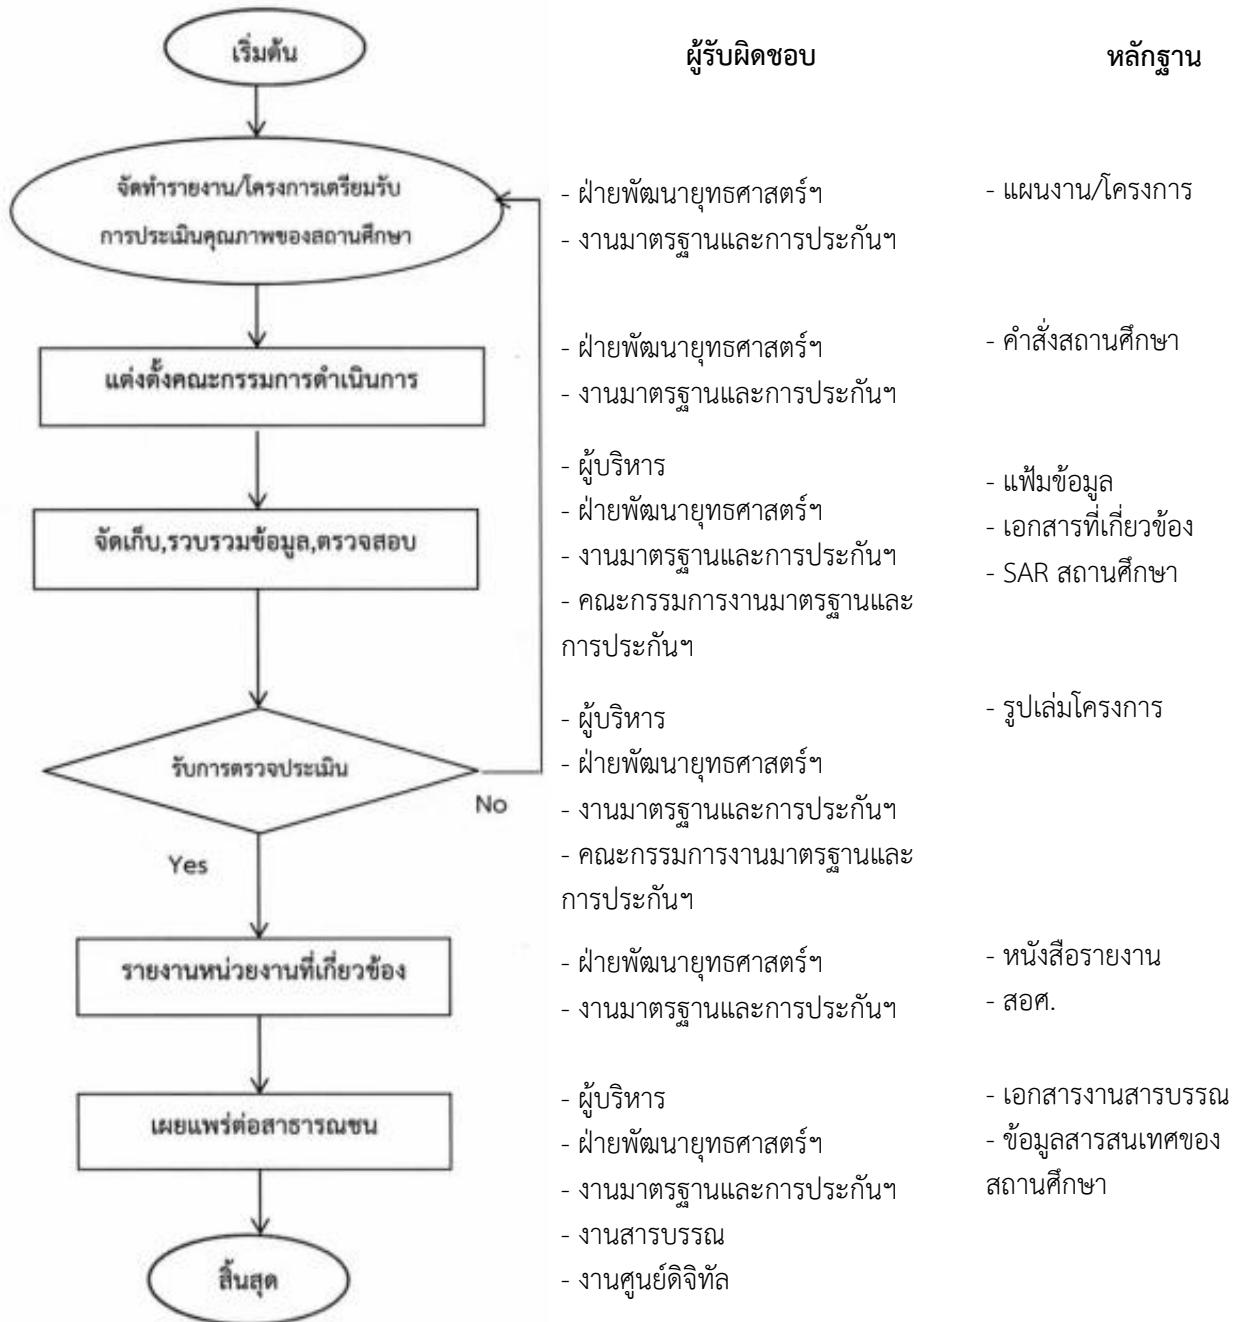 เริ่มต้น
ผู้รับผิดชอบ
หลักฐาน
จัดทำรายงาน/โครงการเตรียมรับ
การประเมินคุณภาพของสถานศึกษา
- ฝ่ายพัฒนายุทธศาสตร์ฯ
- งานมาตรฐานและการประกันฯ
- แผนงาน/โครงการ
แต่งตั้งคณะกรรมการดำเนินการ
- ฝ่ายพัฒนายุทธศาสตร์ฯ
- งานมาตรฐานและการประกันฯ
- คำสั่งสถานศึกษา
จัดเก็บ,รวบรวมข้อมูล,ตรวจสอบ
- ผู้บริหาร
- ฝ่ายพัฒนายุทธศาสตร์ฯ
- งานมาตรฐานและการประกันฯ
- คณะกรรมการงานมาตรฐานและ
การประกันฯ
- แฟ้มข้อมูล
- เอกสารที่เกี่ยวข้อง
- SAR สถานศึกษา
รับการตรวจประเมิน
No
Yes
- ผู้บริหาร
- ฝ่ายพัฒนายุทธศาสตร์ฯ
- งานมาตรฐานและการประกันฯ
- คณะกรรมการงานมาตรฐานและ
การประกันฯ
- รูปเล่มโครงการ
รายงานหน่วยงานที่เกี่ยวข้อง
- ฝ่ายพัฒนายุทธศาสตร์ฯ
- งานมาตรฐานและการประกันฯ
- หนังสือรายงาน
- สอศ.
เผยแพร่ต่อสาธารณชน
- ผู้บริหาร
- ฝ่ายพัฒนายุทธศาสตร์ฯ
- งานมาตรฐานและการประกันฯ
- งานสารบรรณ
- งานศูนย์ดิจิทัล
- เอกสารงานสารบรรณ
- ข้อมูลสารสนเทศของ
สถานศึกษา
สิ้นสุด